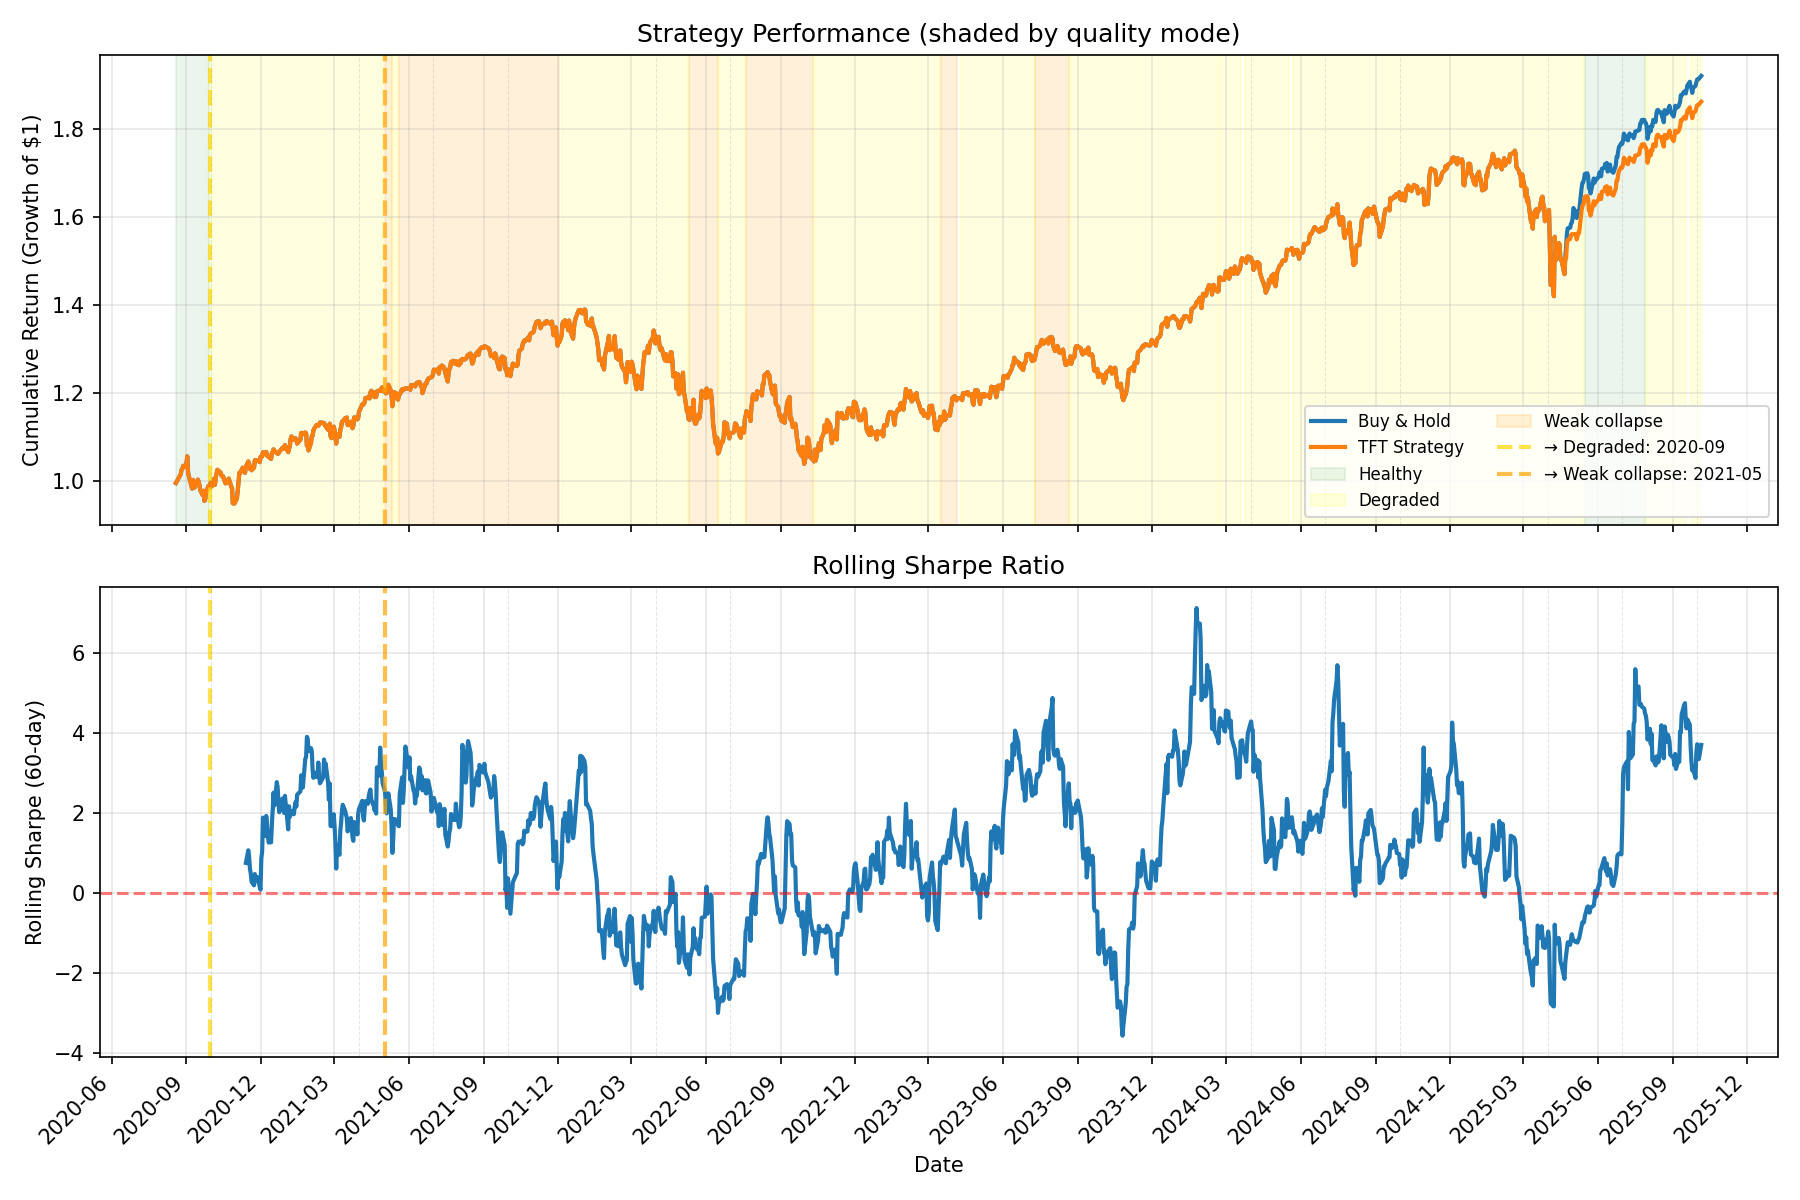 Strategy Performance (shaded by quality mode)
Cumulative Return (Growth of $1)
1.8
1.6
1.4
1.2
1.0
Buy & Hold
TFT Strategy
Healthy
Degraded
Weak collapse
→ Degraded: 2020-09
→ Weak collapse: 2021-05
Rolling Sharpe Ratio
Rolling Sharpe (60-day)
6
4
2
0
−2
−4
2020-06
2020-09
2020-12
2021-03
2021-06
2021-09
2021-12
2022-03
2022-06
2022-09
2022-12
2023-03
2023-06
2023-09
2023-12
2024-03
2024-06
2024-09
2024-12
2025-03
2025-06
2025-09
2025-12
Date